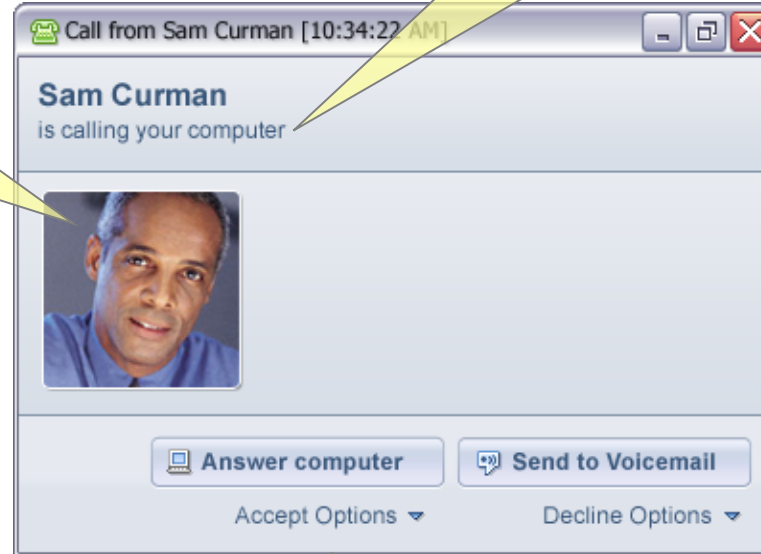 Call from Sam Curman [10:34:22 AM]
Sam Curman
is calling your computer
Answer computer
Send to Voicemail
Accept Options
Decline Options